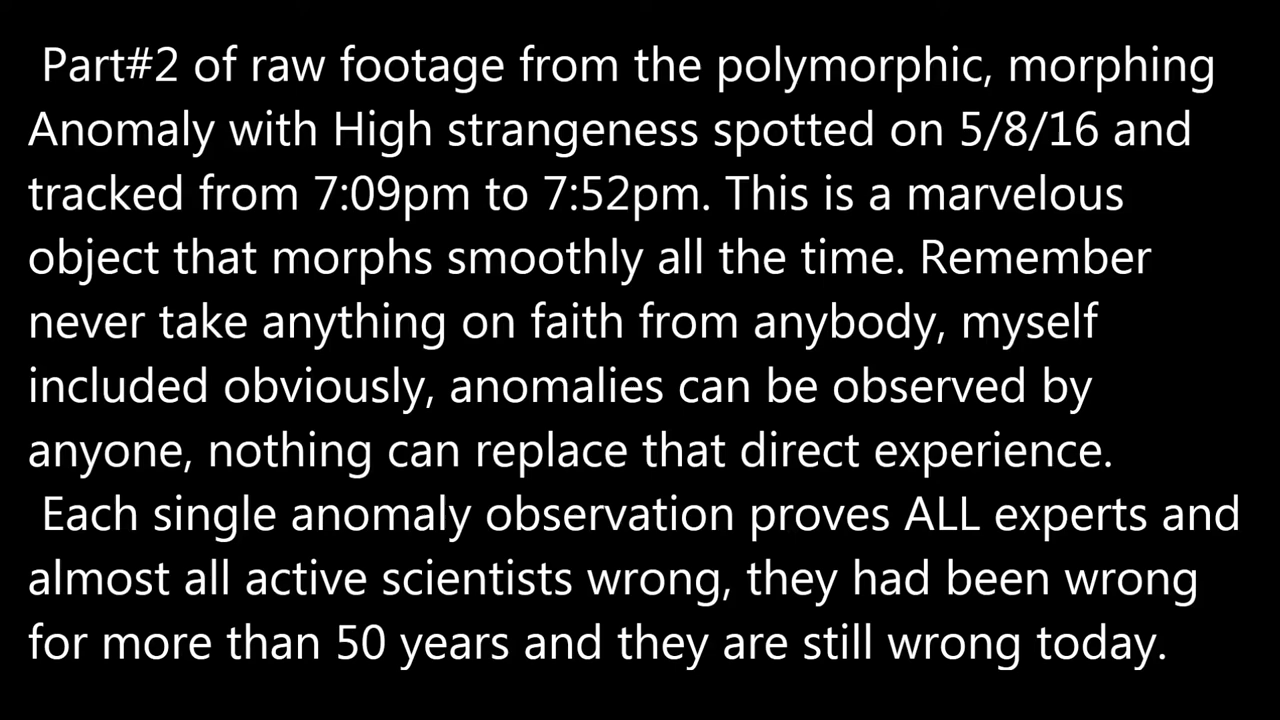 Part#2 of raw footage from the polymorphic, morphing
Anomaly with High strangeness spotted on 5/8/16 and
tracked from 7:09pm to 7:52pm. This is a marvelous
object that morphs smoothly all the time. Remember
never take anything on faith from anybody, myself
included obviously, anomalies can be observed by
anyone, nothing can replace that direct experience.
Each single anomaly observation proves ALL experts and
almost all active scientists wrong, they had been wrong
for more than 50 years and they are still wrong today.